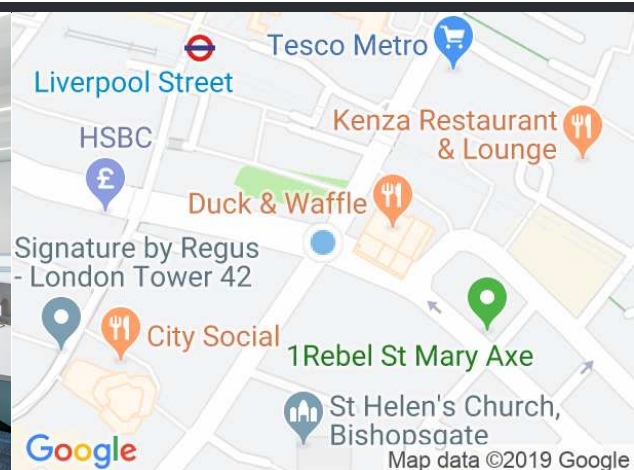 Tesco Metro
Liverpool Street
Kenza Restaurant
& Lounge
HSBC
£
Duck & Waffle
Signature by Regus
- London Tower 42
City Social
1Rebel St Mary Axe
St Helen's Church,
Bishopsgate
Google
Map data ©2019 Google